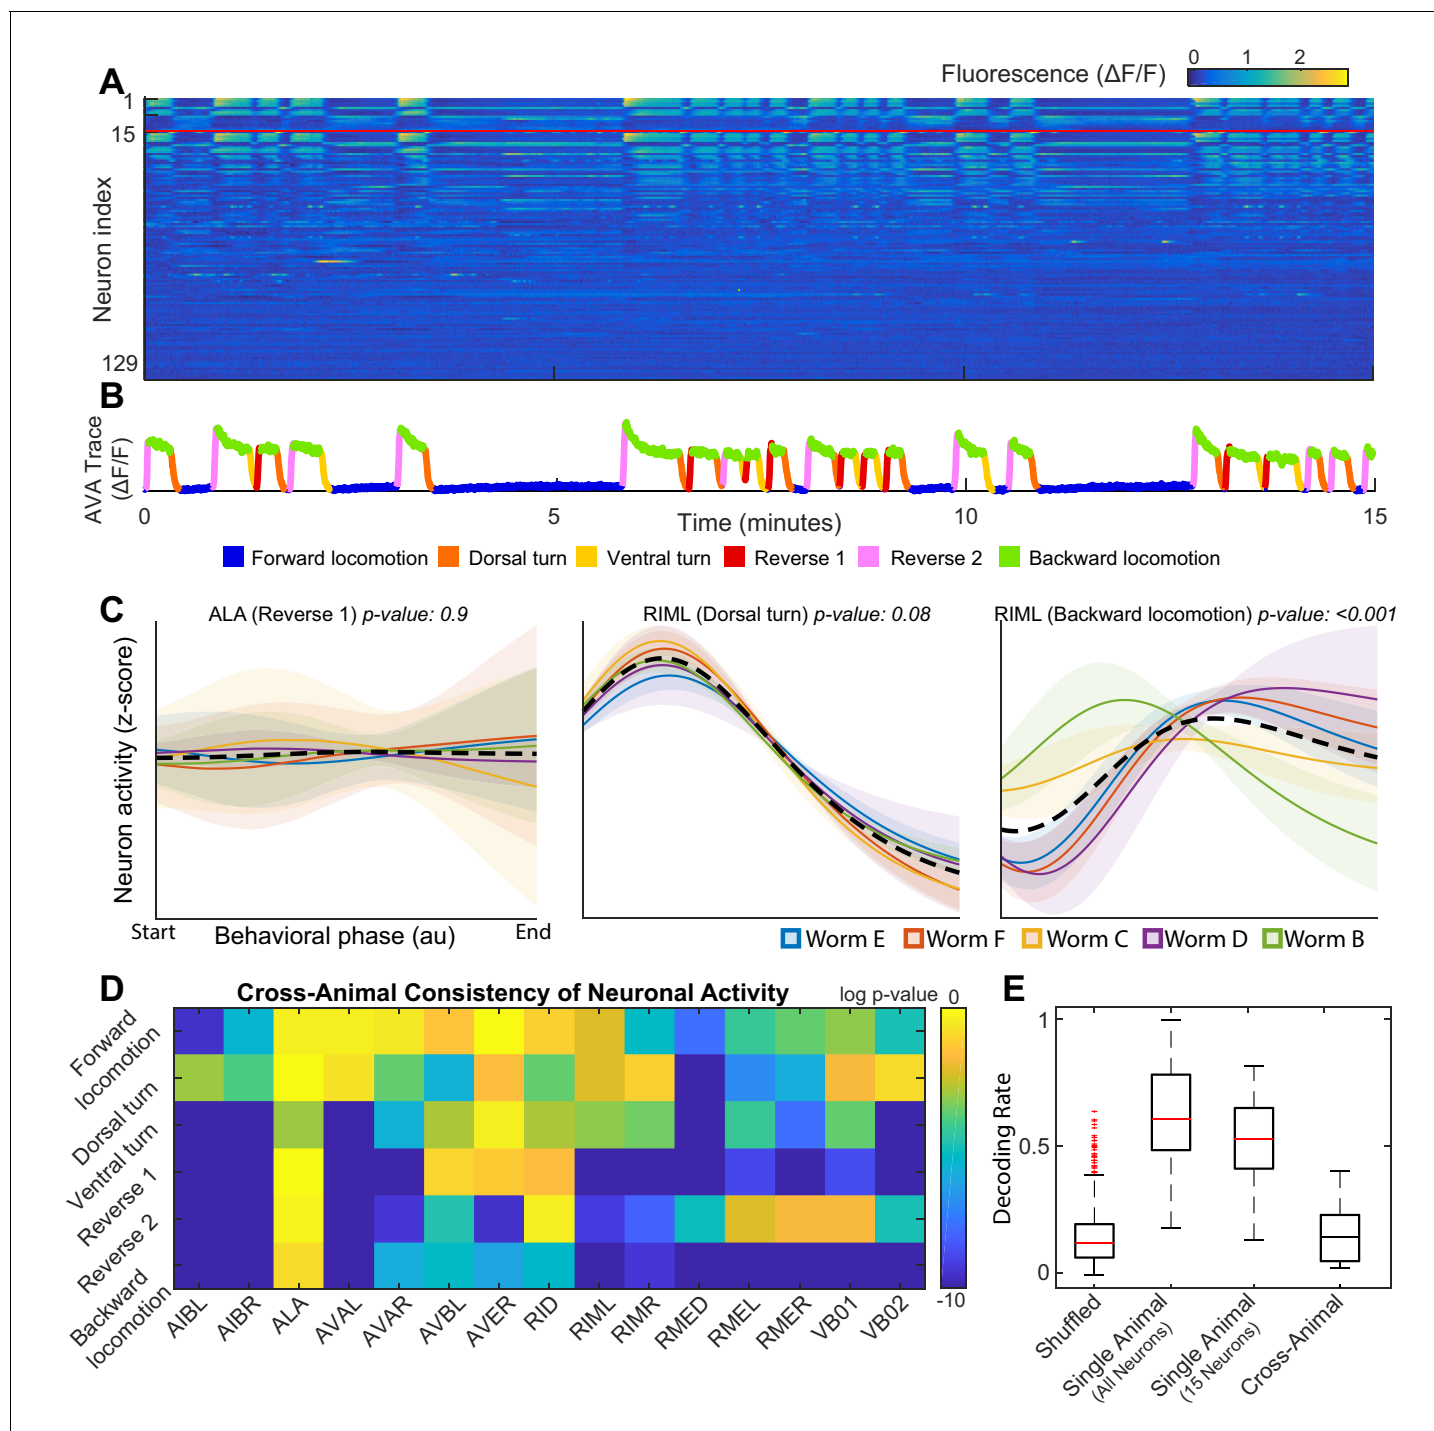 A
Fluorescence (ΔF/F)
0 1 2
1
15
129
Neuron index
B
AVA Trace
(ΔF/F)
0 5 10 15
Time (minutes)
Forward locomotion Dorsal turn Ventral turn Reverse 1 Reverse 2 Backward locomotion
C
ALA (Reverse 1) p-value: 0.9
RIML (Dorsal turn) p-value: 0.08
RIML (Backward locomotion) p-value: <0.001
Neuron activity (z-score)
Start Behavioral phase (au) End
Worm E Worm F Worm C Worm D Worm B
D
Cross-Animal Consistency of Neuronal Activity
log p-value 0
-10
Forward
locomotion
Dorsal turn
Ventral turn
Reverse 1
Reverse 2
Backward
locomotion
AIBL AIBR ALA AVAL AVAR AVBL AVER RID RIML RIMR RMED RMEL RMER VB01 VB02
E
Decoding Rate
1
0.5
0
Shuffled
Single Animal
(All Neurons)
Single Animal
(15 Neurons)
Cross-Animal